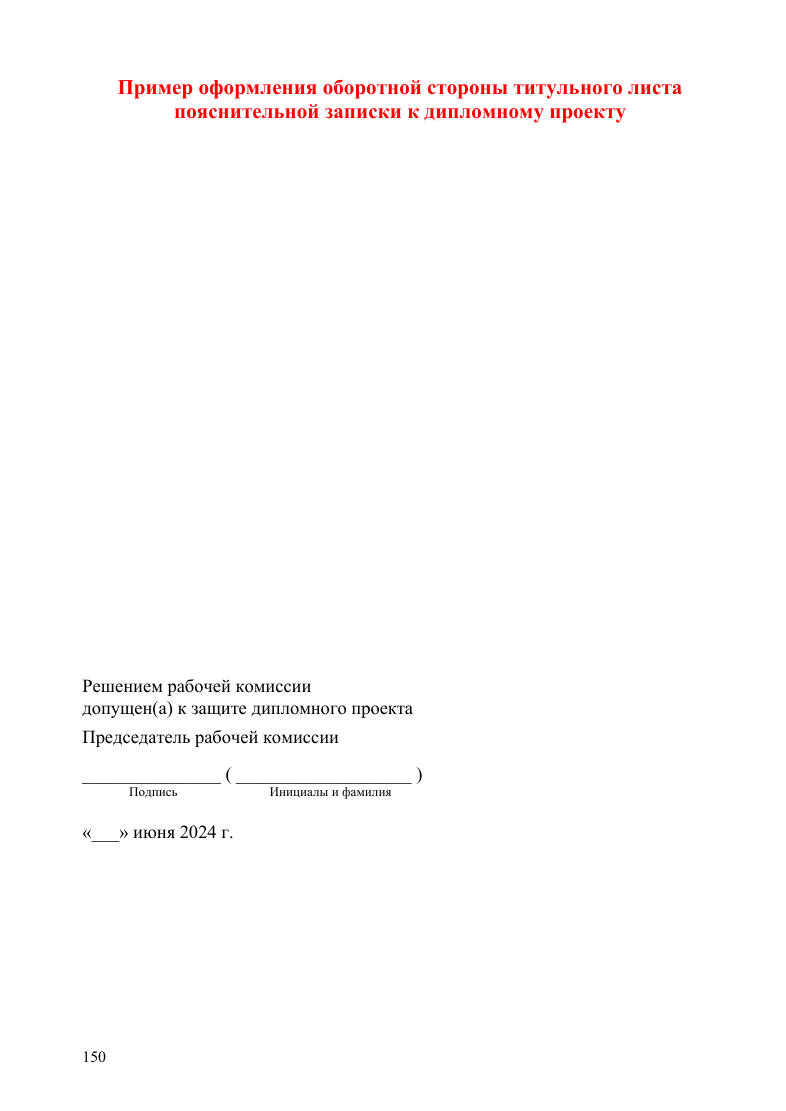 Пример оформления оборотной стороны титульного листа
пояснительной записки к дипломному проекту
Решением рабочей комиссии
допущен(а) к защите дипломного проекта
Председатель рабочей комиссии
_______________ ( ___________________ )
Подпись Инициалы и фамилия
«___» июня 2024 г.
150